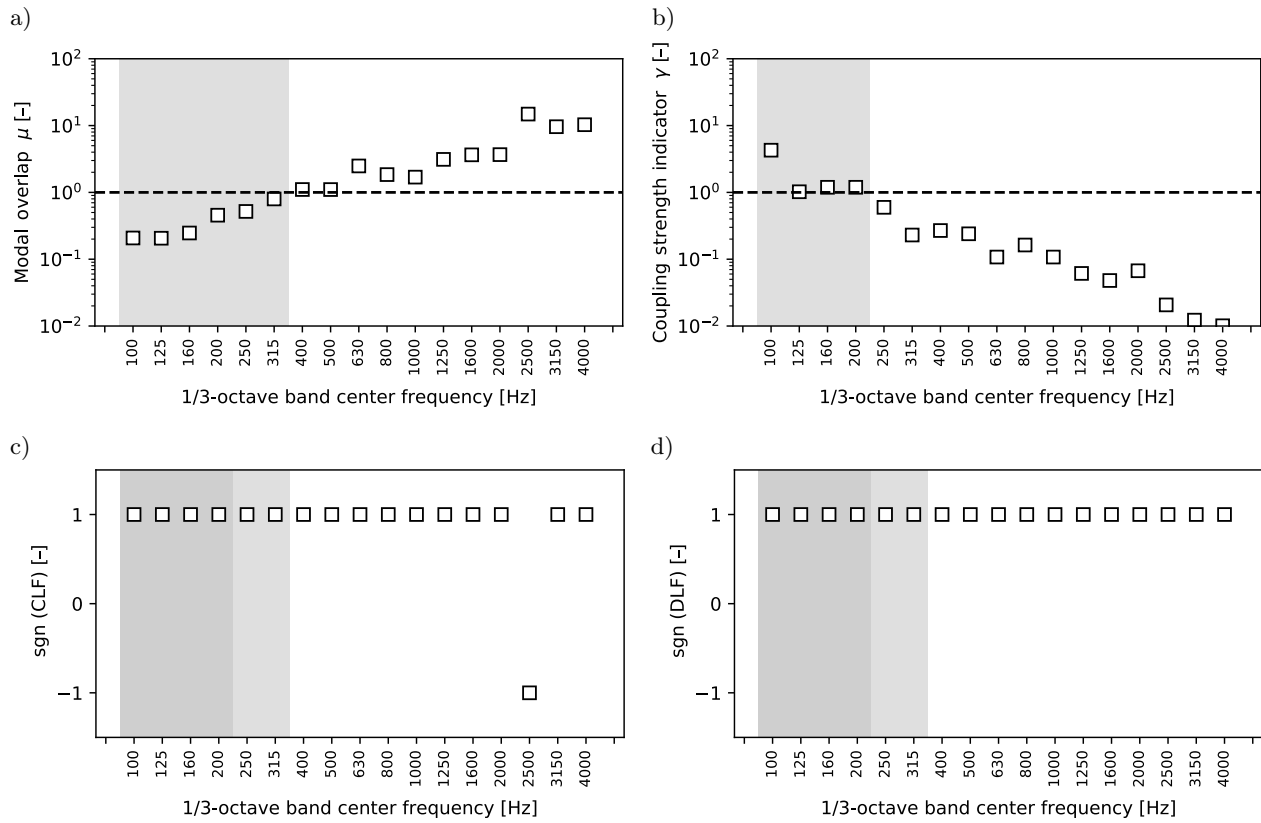 a)
10²
10¹
10⁰
10⁻¹
10⁻²
Modal overlap μ [–]
100 125 160 200 250 315 400 500 630 800 1000 1250 1600 2000 2500 3150 4000
1/3-octave band center frequency [Hz]
b)
10²
10¹
10⁰
10⁻¹
10⁻²
Coupling strength indicator γ [–]
100 125 160 200 250 315 400 500 630 800 1000 1250 1600 2000 2500 3150 4000
1/3-octave band center frequency [Hz]
c)
1
0
−1
sgn (CLF) [–]
100 125 160 200 250 315 400 500 630 800 1000 1250 1600 2000 2500 3150 4000
1/3-octave band center frequency [Hz]
d)
1
0
−1
sgn (DLF) [–]
100 125 160 200 250 315 400 500 630 800 1000 1250 1600 2000 2500 3150 4000
1/3-octave band center frequency [Hz]